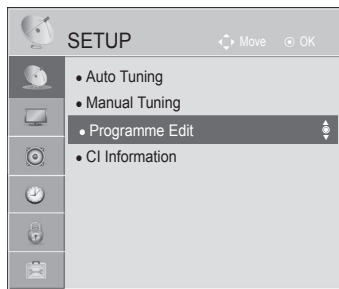 SETUP
Move OK
• Auto Tuning
• Manual Tuning
• Programme Edit
• CI Information